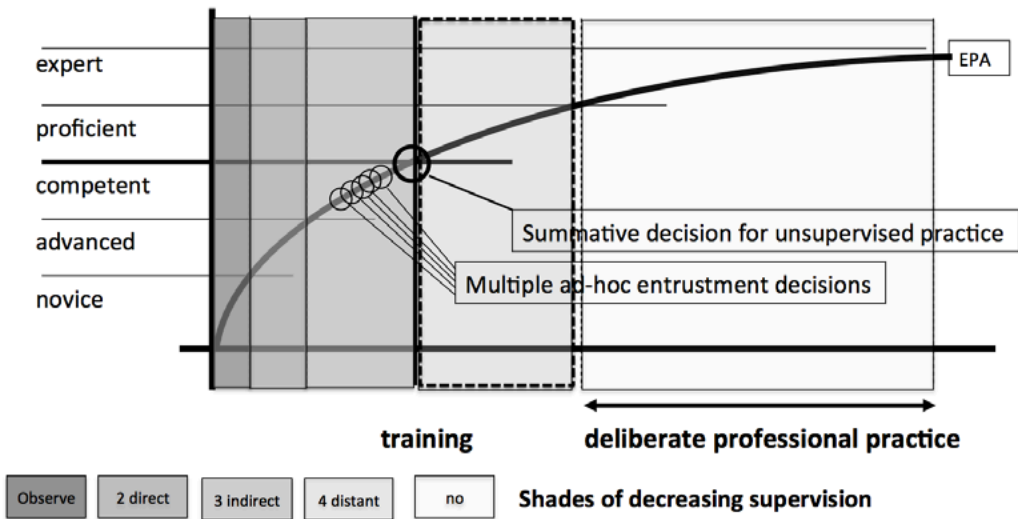 expert
EPA
proficient
competent
Summative decision for unsupervised practice
advanced
Multiple ad-hoc entrustment decisions
novice
training
deliberate professional practice
Observe
2 direct
3 indirect
4 distant
no
Shades of decreasing supervision